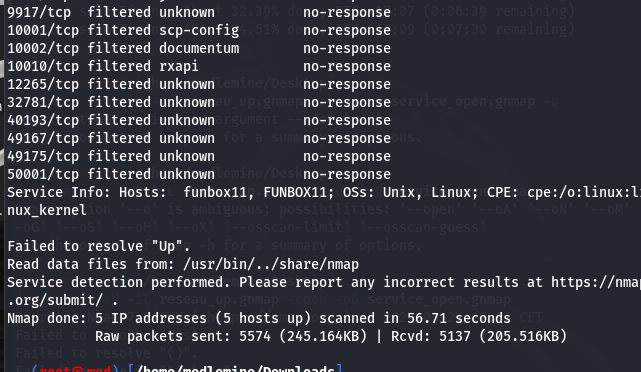 9917/tcp  filtered unknown           no-response
10001/tcp filtered scp-config        no-response
10002/tcp filtered documentum        no-response
10010/tcp filtered rxapi             no-response
12265/tcp filtered unknown           no-response
32781/tcp filtered unknown           no-response
40193/tcp filtered unknown           no-response
49167/tcp filtered unknown           no-response
49175/tcp filtered unknown           no-response
50001/tcp filtered unknown           no-response
Service Info: Hosts:  funbox11, FUNBOX11; OSs: Unix, Linux; CPE: cpe:/o:linux:li
nux_kernel
Failed to resolve "Up".
Read data files from: /usr/bin/../share/nmap
Service detection performed. Please report any incorrect results at https://nmap
.org/submit/ .
Nmap done: 5 IP addresses (5 hosts up) scanned in 56.71 seconds
           Raw packets sent: 5574 (245.164KB) | Rcvd: 5137 (205.516KB)
(root㉿med)-[/home/medlemine/Downloads]